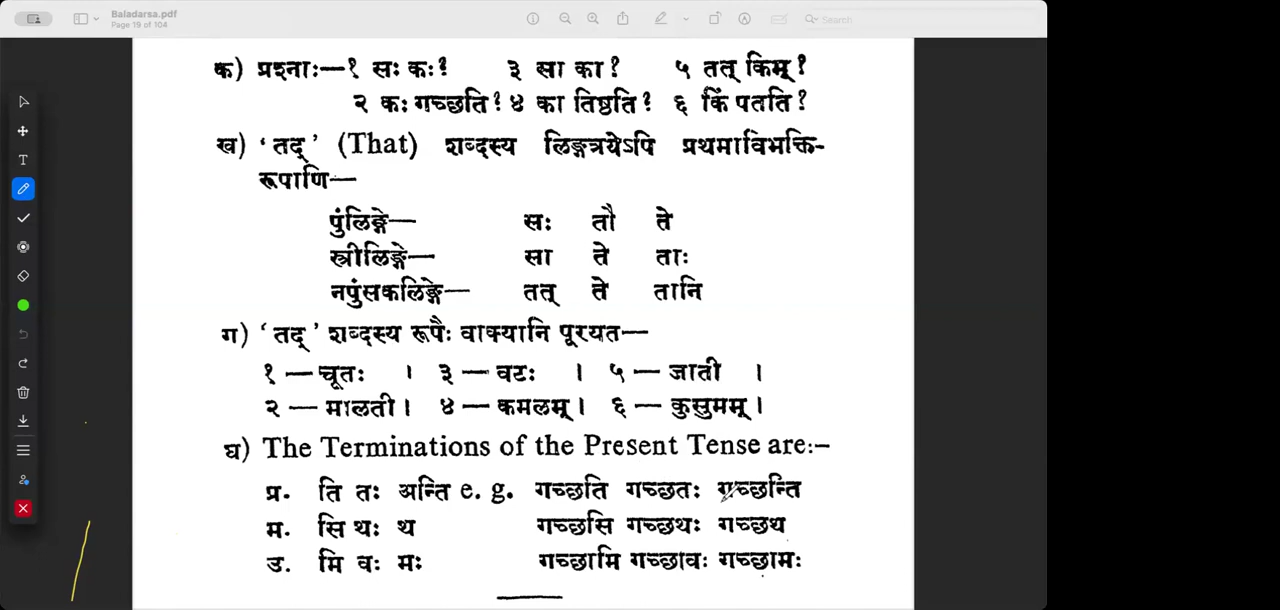 Baladarsa.pdf
Page 19 of 104
Search
क) प्रश्नाः—१ सः कः? ३ सा का? ५ तत् किम्?
२ कः गच्छति? ४ का तिष्ठति? ६ किं पतति?
ख) ‘तद्’ (That) शब्दस्य लिङ्गत्रयेऽपि प्रथमाविभक्ति-
रूपाणि—
पुंलिङ्गे— सः तौ ते
स्त्रीलिङ्गे— सा ते ताः
नपुंसकलिङ्गे— तत् ते तानि
ग) ‘तद्’ शब्दस्य रूपैः वाक्यानि पूरयत—
१ — चूतः । ३ — वटः । ५ — जाती ।
२ — मालती । ४ — कमलम् । ६ — कुसुमम् ।
घ) The Terminations of the Present Tense are:-
प्र. ति तः अन्ति e. g. गच्छति गच्छतः गच्छन्ति
म. सि थः थ गच्छसि गच्छथः गच्छथ
उ. मि वः मः गच्छामि गच्छावः गच्छामः